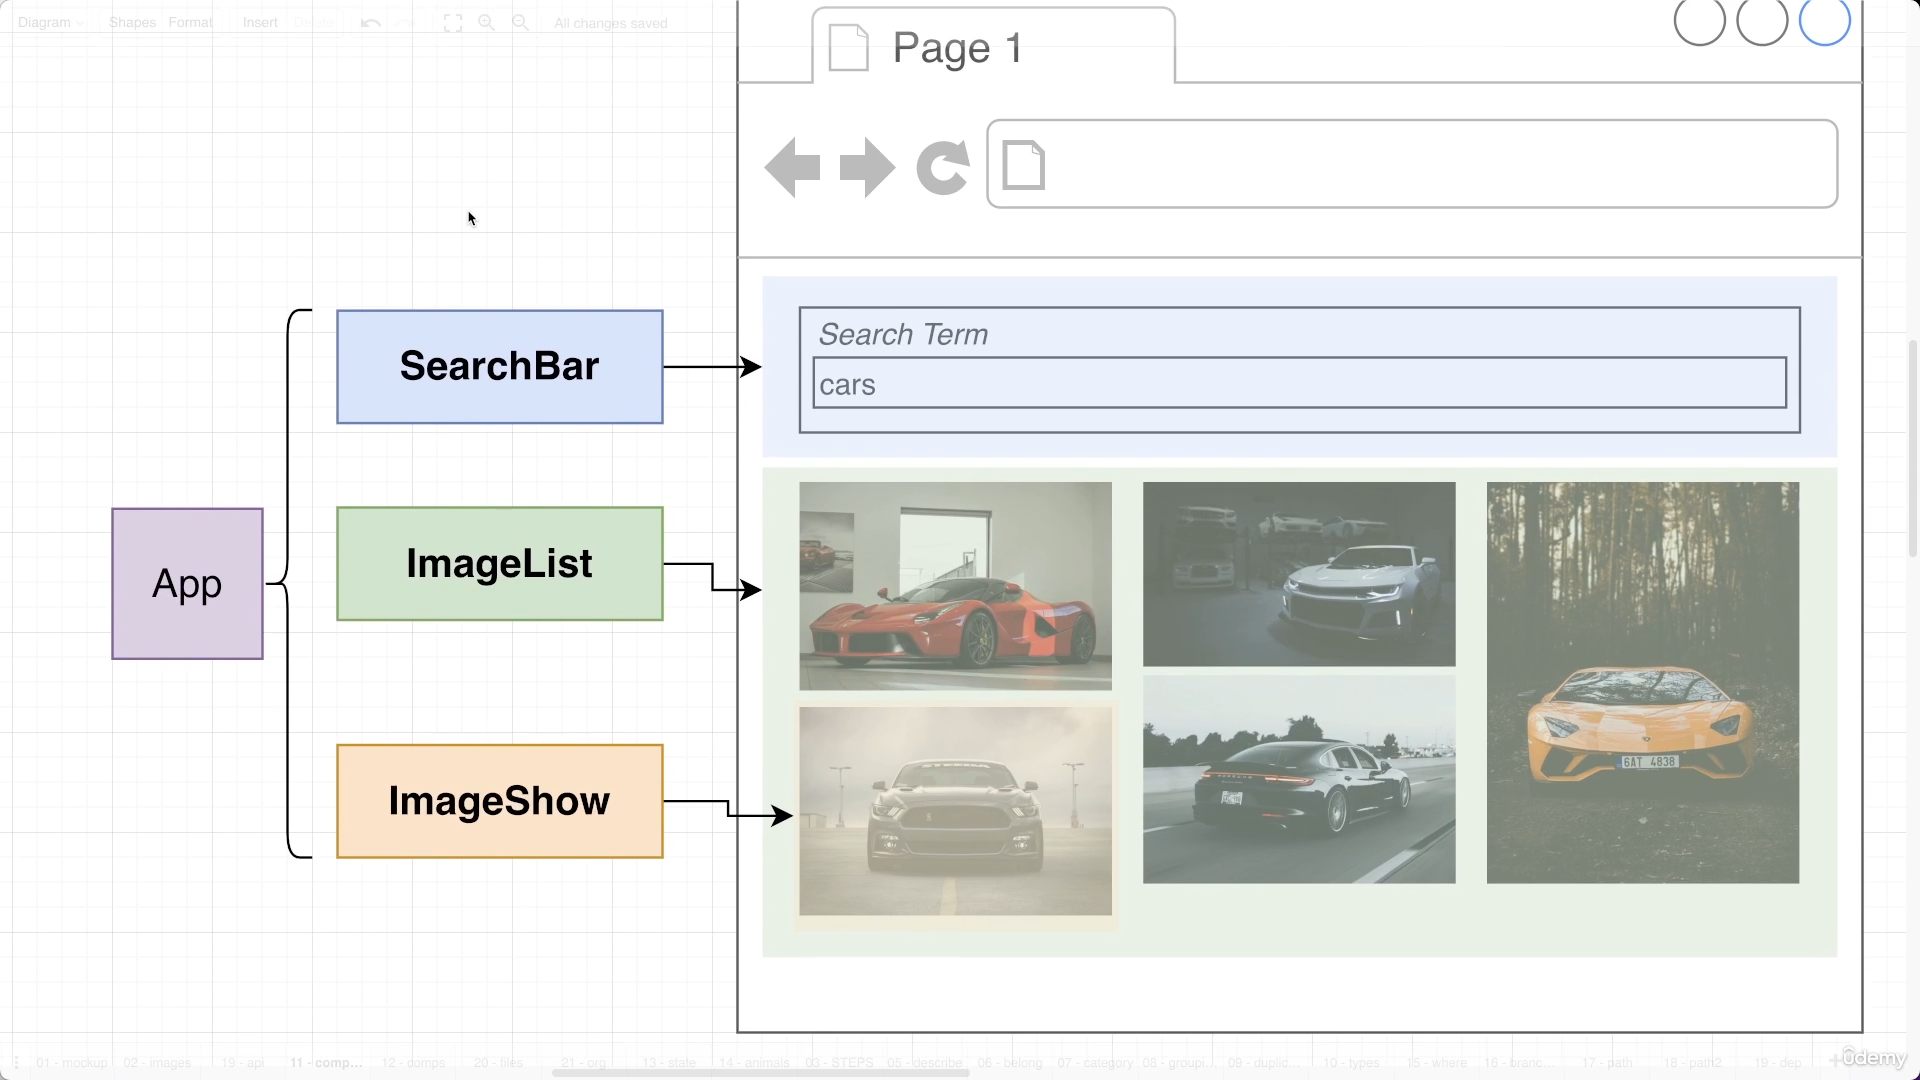 Diagram Shapes Format Insert Delete All changes saved
Page 1
Search Term
cars
SearchBar
ImageList
App
ImageShow
6AT 4838
01 - mockup 02 - images 19 - api 11 - comp... 12 - comps 20 - files 21 - org 13 - state 14 - animals 03 - STEPS 05 - describe 06 - belong 07 - category 08 - groupi 09 - duplic... 10 - types 15 - where 16 - branc... 17 - path 18 - path2 19 - dep
ûdemy